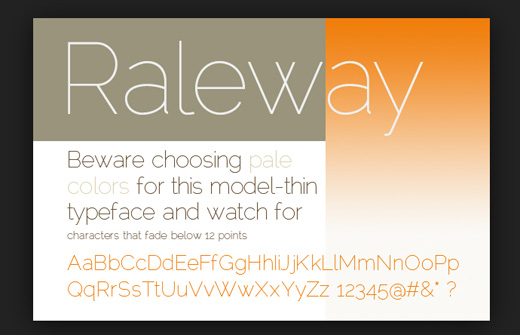 Raleway
Beware choosing pale
colors for this model-thin
typeface and watch for
characters that fade below 12 points
AaBbCcDdEeFfGgHhIiJjKkLlMmNnOoPp
QqRrSsTtUuVvWwXxYyZz 12345@#&* ?